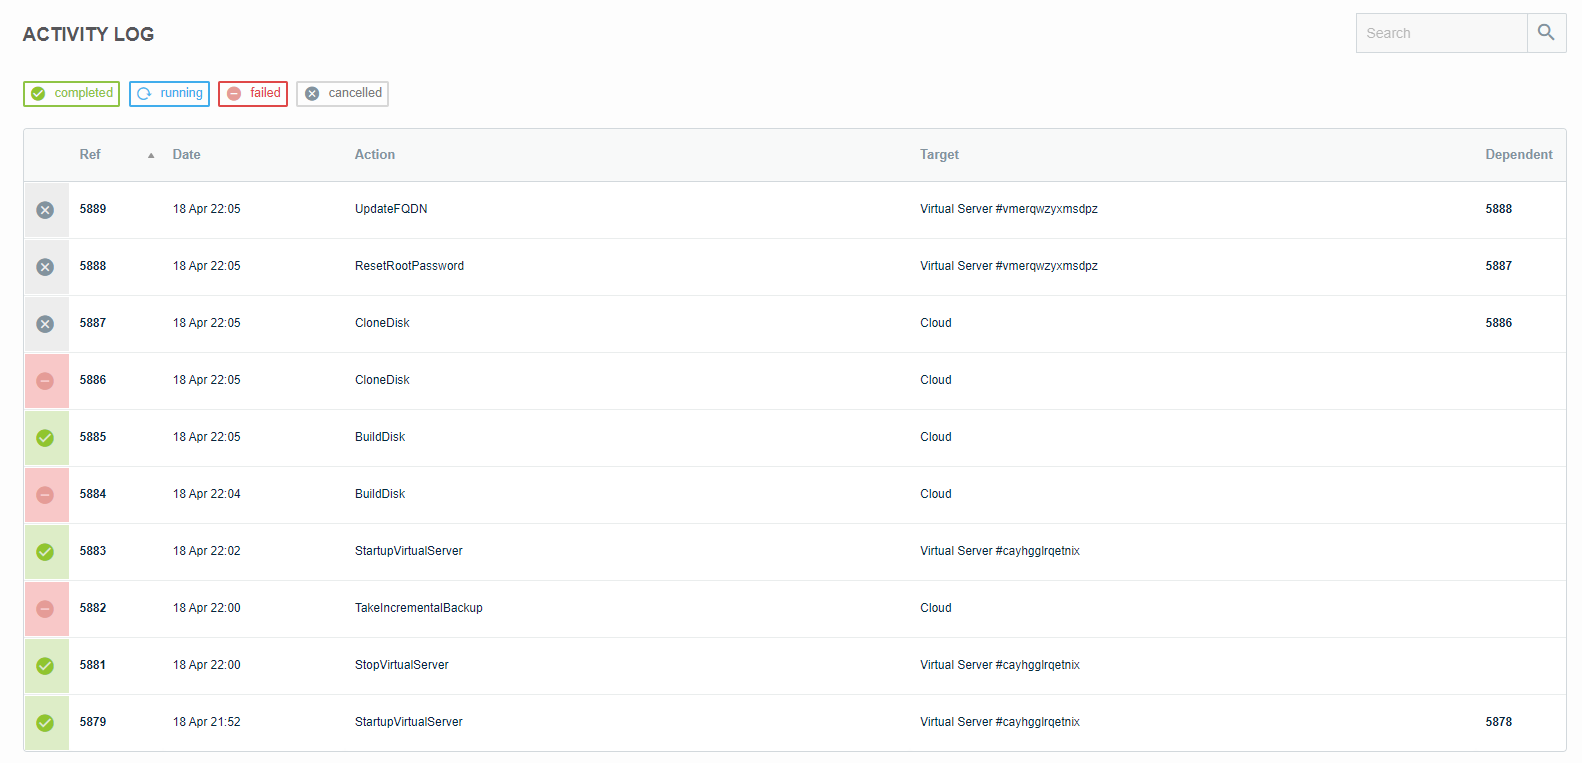 ACTIVITY LOG
Search
completed running failed cancelled
Ref Date Action Target Dependent
5889 18 Apr 22:05 UpdateFQDN Virtual Server #vmerqwzyxmsdpz 5888
5888 18 Apr 22:05 ResetRootPassword Virtual Server #vmerqwzyxmsdpz 5887
5887 18 Apr 22:05 CloneDisk Cloud 5886
5886 18 Apr 22:05 CloneDisk Cloud
5885 18 Apr 22:05 BuildDisk Cloud
5884 18 Apr 22:04 BuildDisk Cloud
5883 18 Apr 22:02 StartupVirtualServer Virtual Server #cayhgglrqetnix
5882 18 Apr 22:00 TakeIncrementalBackup Cloud
5881 18 Apr 22:00 StopVirtualServer Virtual Server #cayhgglrqetnix
5879 18 Apr 21:52 StartupVirtualServer Virtual Server #cayhgglrqetnix 5878